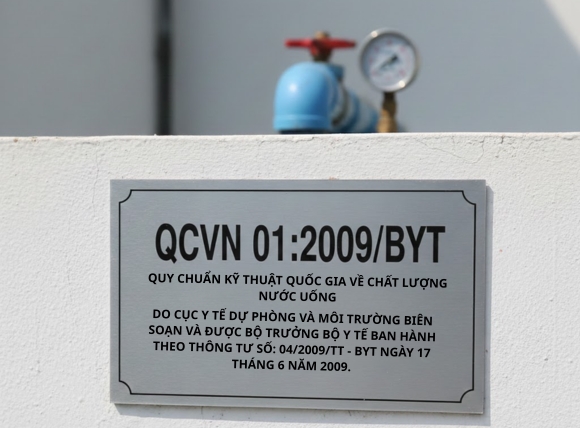 QCVN 01:2009/BYT
QUY CHUẨN KỸ THUẬT QUỐC GIA VỀ CHẤT LƯỢNG
NƯỚC UỐNG
DO CỤC Y TẾ DỰ PHÒNG VÀ MÔI TRƯỜNG BIÊN
SOẠN VÀ ĐƯỢC BỘ TRƯỞNG BỘ Y TẾ BAN HÀNH
THEO THÔNG TƯ SỐ: 04/2009/TT - BYT NGÀY 17
THÁNG 6 NĂM 2009.